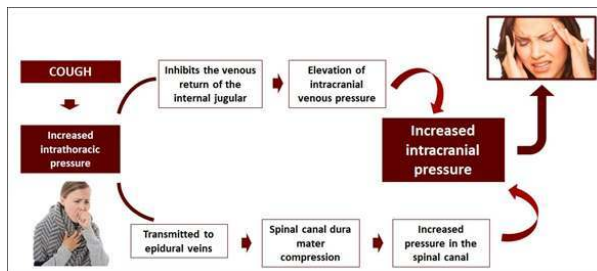 COUGH
Increased
intrathoracic
pressure
Inhibits the venous
return of the
internal jugular
Elevation of
intracranial
venous pressure
Increased
intracranial
pressure
Transmitted to
epidural veins
Spinal canal dura
mater
compression
Increased
pressure in the
spinal canal